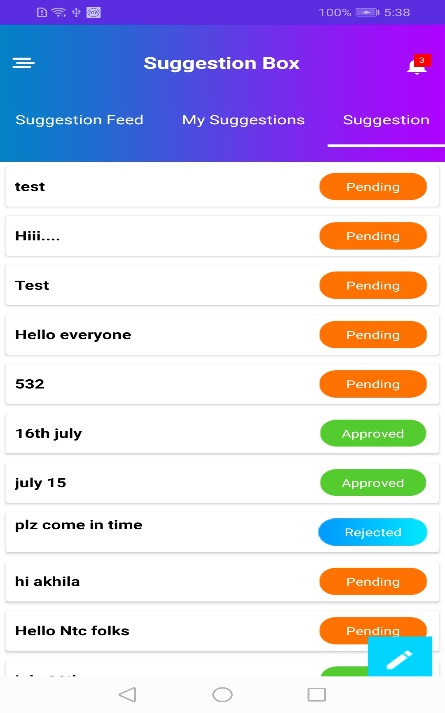 100% 5:38
Suggestion Box
3
Suggestion Feed My Suggestions Suggestion
test Pending
Hiii.... Pending
Test Pending
Hello everyone Pending
532 Pending
16th july Approved
july 15 Approved
plz come in time Rejected
hi akhila Pending
Hello Ntc folks Pending